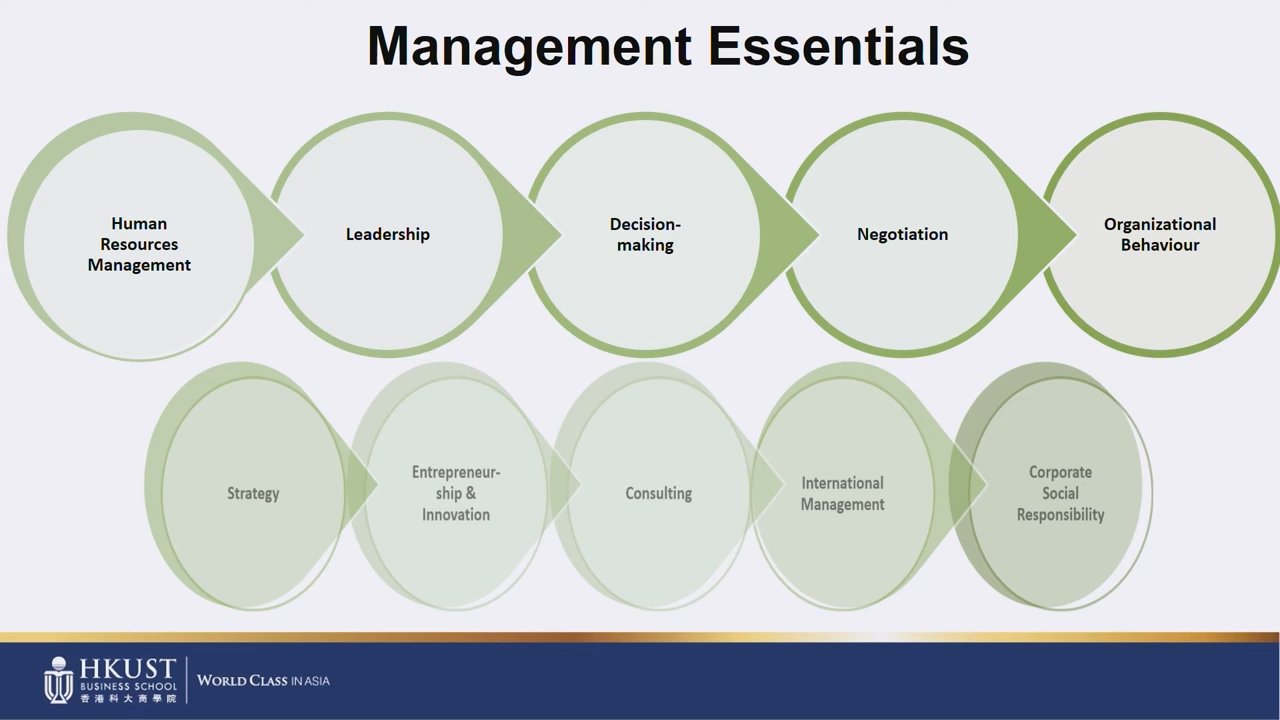 Management Essentials
Human
Resources
Management
Leadership
Decision-
making
Negotiation
Organizational
Behaviour
Strategy
Entrepreneur-
ship &
Innovation
Consulting
International
Management
Corporate
Social
Responsibility
HKUST
BUSINESS SCHOOL
香港科大商學院
WORLD CLASS IN ASIA